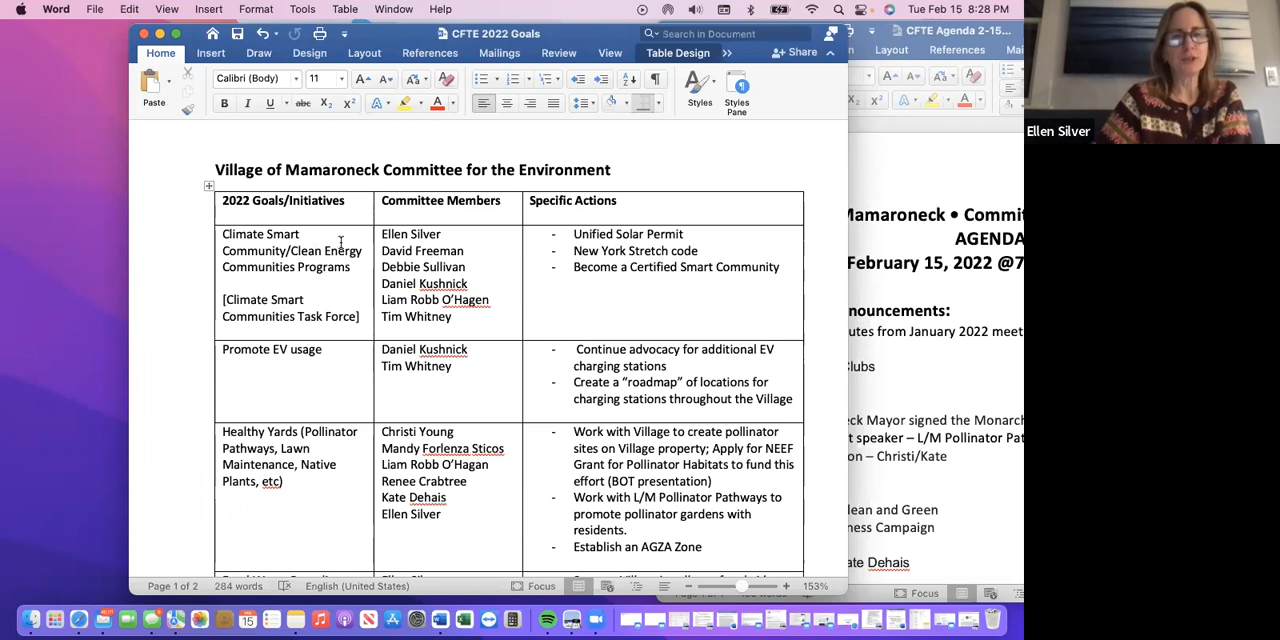 Word File Edit View Insert Format Tools Table Window Help Tue Feb 15 8:28 PM
CFTE 2022 Goals
Search in Document
CFTE Agenda 2-15...
Home Insert Draw Design Layout References Mailings Review View Table Design Share
Layout References Mai
Paste
Calibri (Body) 11
Styles
Styles Pane
Ellen Silver
Village of Mamaroneck Committee for the Environment
2022 Goals/Initiatives
Committee Members
Specific Actions
Climate Smart
Community/Clean Energy
Communities Programs
[Climate Smart
Communities Task Force]
Ellen Silver
David Freeman
Debbie Sullivan
Daniel Kushnick
Liam Robb O’Hagen
Tim Whitney
- Unified Solar Permit
- New York Stretch code
- Become a Certified Smart Community
Promote EV usage
Daniel Kushnick
Tim Whitney
- Continue advocacy for additional EV
charging stations
- Create a “roadmap” of locations for
charging stations throughout the Village
Healthy Yards (Pollinator
Pathways, Lawn
Maintenance, Native
Plants, etc)
Christi Young
Mandy Forlenza Sticos
Liam Robb O’Hagan
Renee Crabtree
Kate Dehais
Ellen Silver
- Work with Village to create pollinator
sites on Village property; Apply for NEEF
Grant for Pollinator Habitats to fund this
effort (BOT presentation)
- Work with L/M Pollinator Pathways to
promote pollinator gardens with
residents.
- Establish an AGZA Zone
Mamaroneck • Commit
AGENDA
February 15, 2022 @7
nouncements:
utes from January 2022 meet
Clubs
eck Mayor signed the Monarch
t speaker – L/M Pollinator Pat
on – Christi/Kate
lean and Green
ness Campaign
ate Dehais
Page 1 of 2 284 words English (United States) Focus 153%
Focus